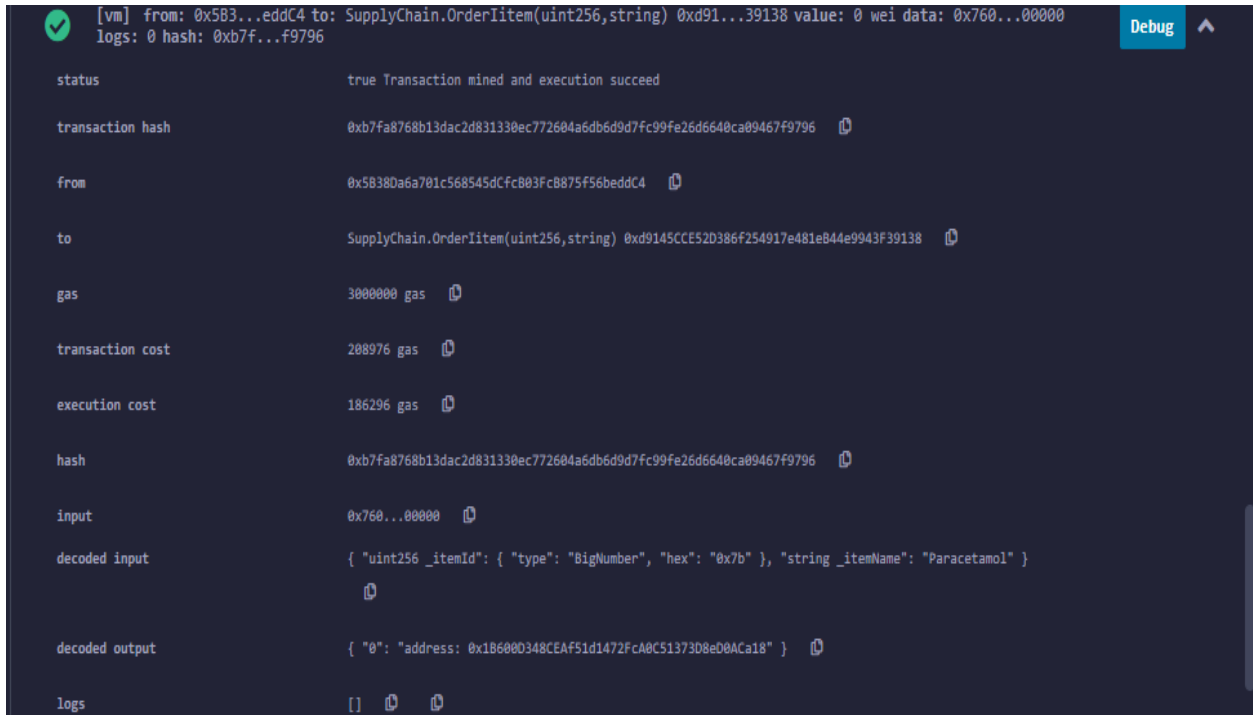 [vm] from: 0x5B3...eddC4 to: SupplyChain.OrderIitem(uint256,string) 0xd91...39138 value: 0 wei data: 0x760...00000
logs: 0 hash: 0xb7f...f9796
Debug
status true Transaction mined and execution succeed
transaction hash 0xb7fa8768b13dac2d831330ec772604a6db6d9d7fc99fe26d6640ca09467f9796
from 0x5B38Da6a701c568545dCfcB03FcB875f56beddC4
to SupplyChain.OrderIitem(uint256,string) 0xd9145CCE52D386f254917e481eB44e9943F39138
gas 3000000 gas
transaction cost 208976 gas
execution cost 186296 gas
hash 0xb7fa8768b13dac2d831330ec772604a6db6d9d7fc99fe26d6640ca09467f9796
input 0x760...00000
decoded input { "uint256 _itemId": { "type": "BigNumber", "hex": "0x7b" }, "string _itemName": "Paracetamol" }
decoded output { "0": "address: 0x1B600D348CEAf51d1472FcA0C51373D8eD0ACa18" }
logs []